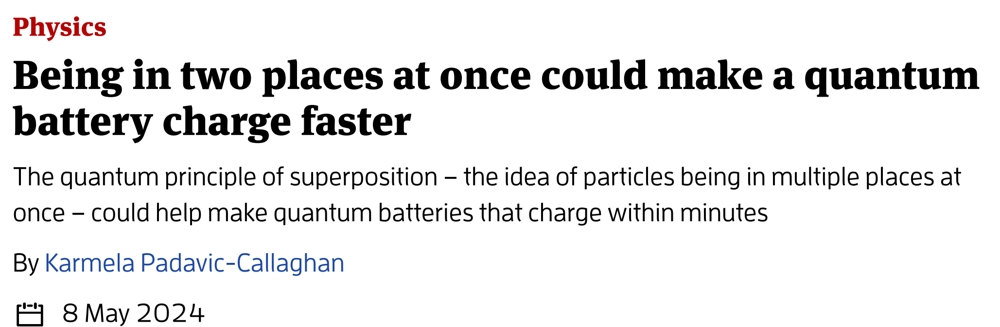 Physics
Being in two places at once could make a quantum
battery charge faster
The quantum principle of superposition – the idea of particles being in multiple places at
once – could help make quantum batteries that charge within minutes
By Karmela Padavic-Callaghan
8 May 2024